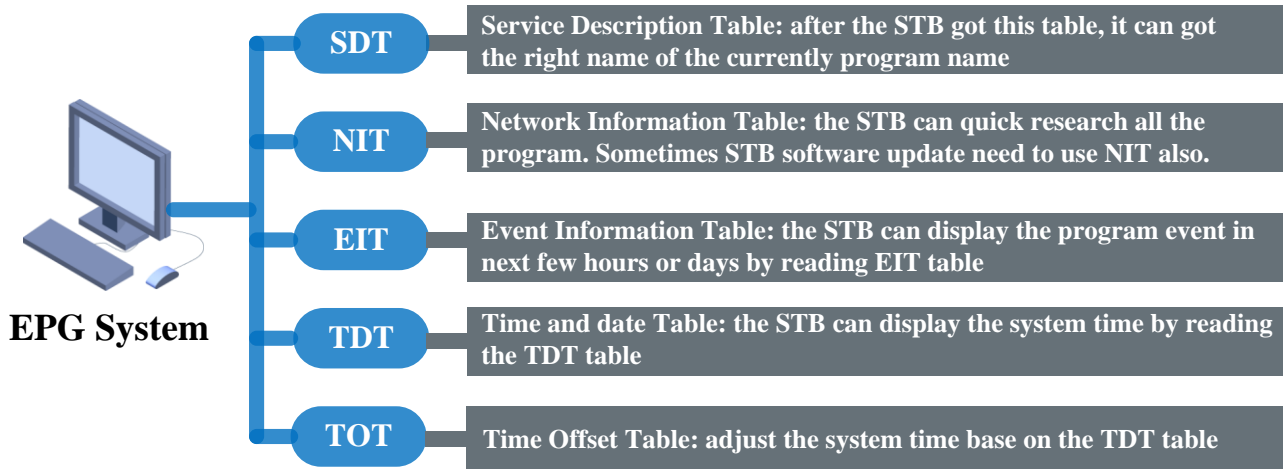 SDT
Service Description Table: after the STB got this table, it can got
the right name of the currently program name
NIT
Network Information Table: the STB can quick research all the
program. Sometimes STB software update need to use NIT also.
EIT
Event Information Table: the STB can display the program event in
next few hours or days by reading EIT table
EPG System
TDT
Time and date Table: the STB can display the system time by reading
the TDT table
TOT
Time Offset Table: adjust the system time base on the TDT table